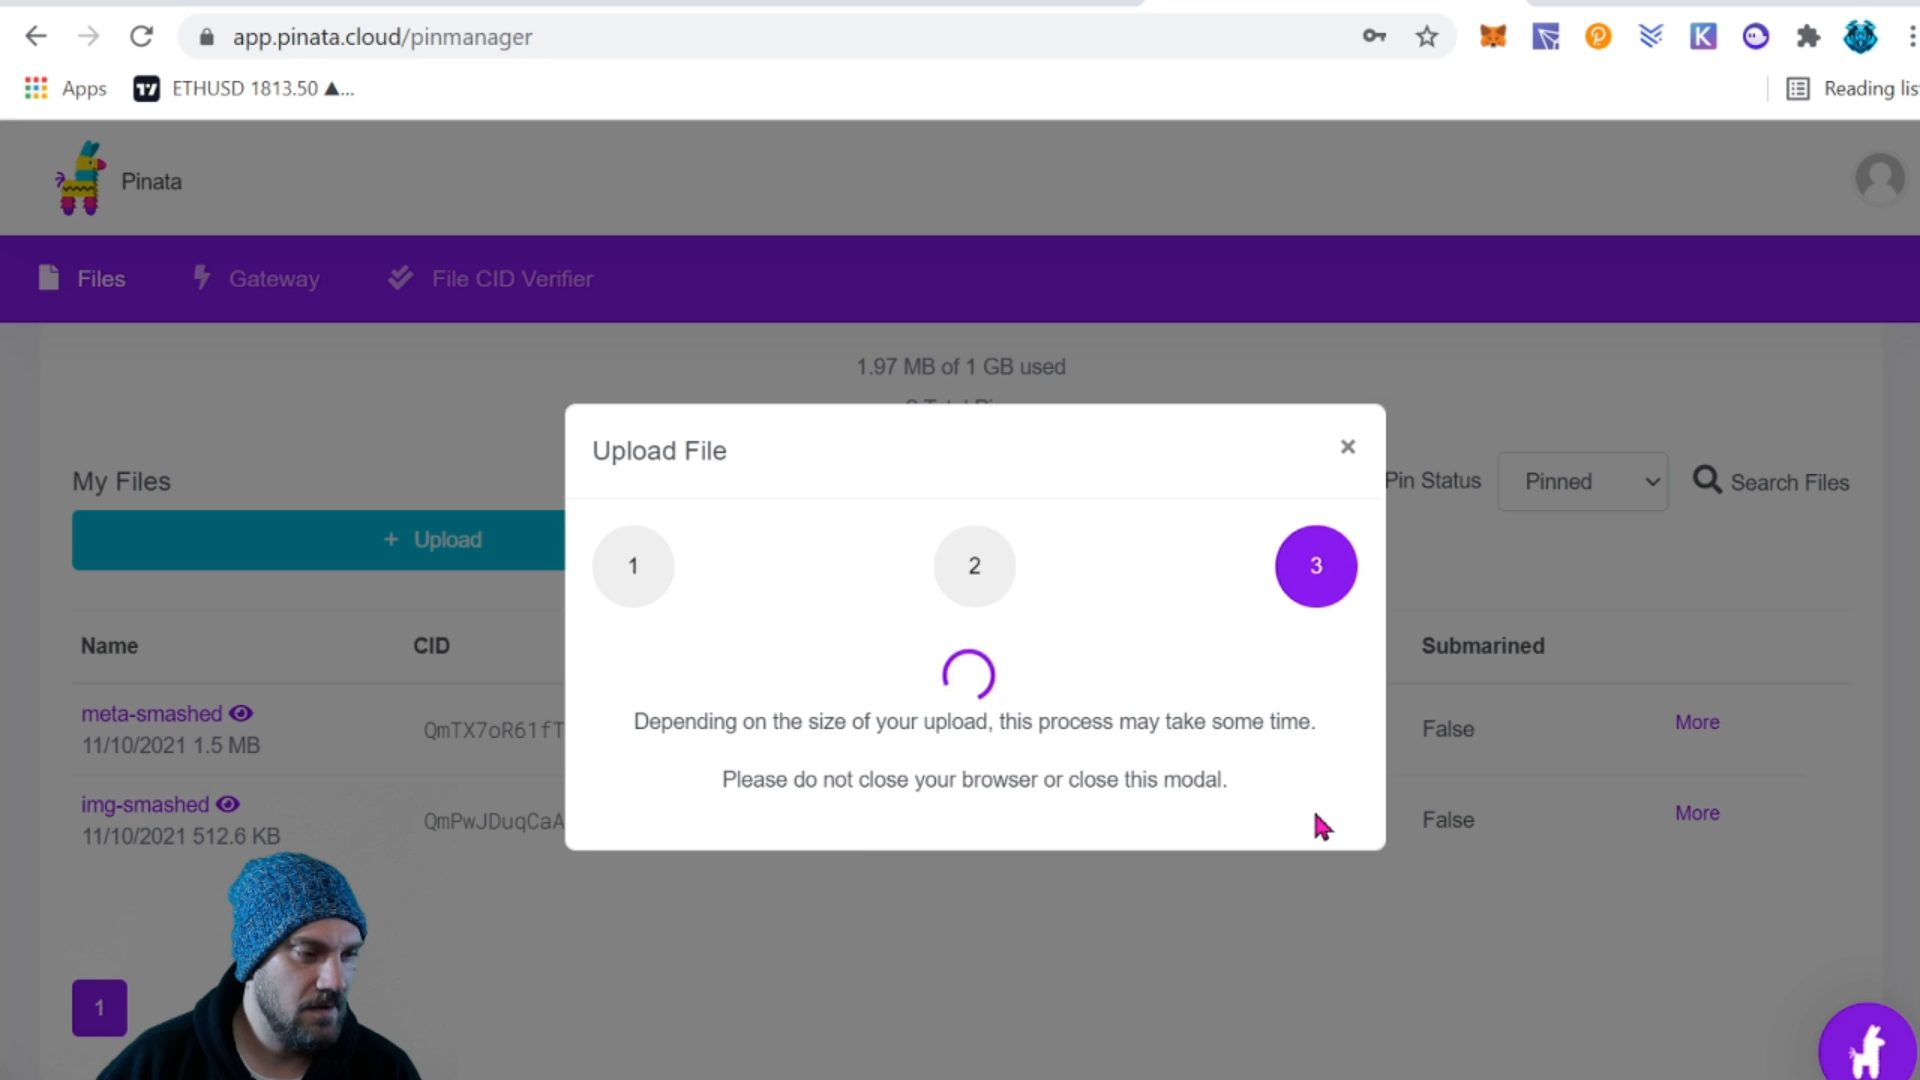 app.pinata.cloud/pinmanager
Apps
ETHUSD 1813.50 ▲...
Reading lis
Pinata
Files
Gateway
File CID Verifier
1.97 MB of 1 GB used
Upload File
×
My Files
Pin Status
Pinned
Search Files
+ Upload
1
2
3
Name
CID
Submarined
meta-smashed
11/10/2021 1.5 MB
QmTX7oR61fT
Depending on the size of your upload, this process may take some time.
False
More
Please do not close your browser or close this modal.
img-smashed
11/10/2021 512.6 KB
QmPwJDuqCaA
False
More
1